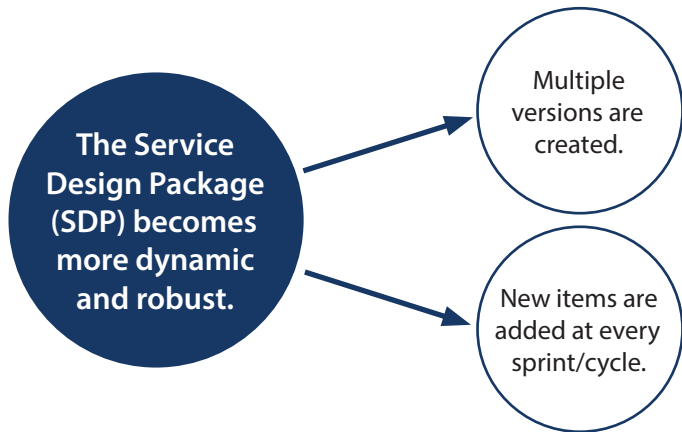 The Service
Design Package
(SDP) becomes
more dynamic
and robust.
Multiple
versions are
created.
New items are
added at every
sprint/cycle.